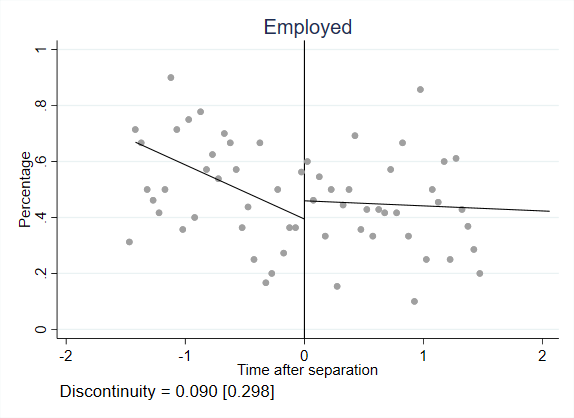 Employed
Percentage
1
.8
.6
.4
.2
0
-2 -1 0 1 2
Time after separation
Discontinuity = 0.090 [0.298]